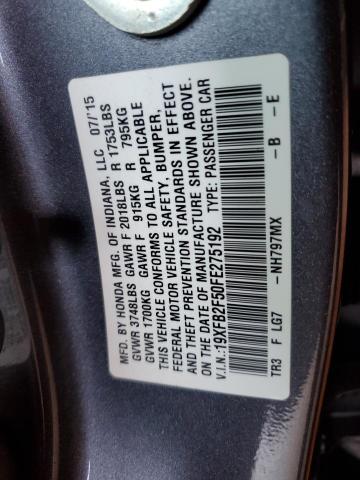 MFD. BY HONDA MFG. OF INDIANA, LLC 07/'15
GVWR 3748LBS GAWR F 2018LBS R 1753LBS
GVWR 1700KG GAWR F 915KG R 795KG
THIS VEHICLE CONFORMS TO ALL APPLICABLE
FEDERAL MOTOR VEHICLE SAFETY, BUMPER,
AND THEFT PREVENTION STANDARDS IN EFFECT
ON THE DATE OF MANUFACTURE SHOWN ABOVE.
V.I.N.:19XFB2F50FE275192 TYPE: PASSENGER CAR
TR3 F LG7 -NH797MX -B -E